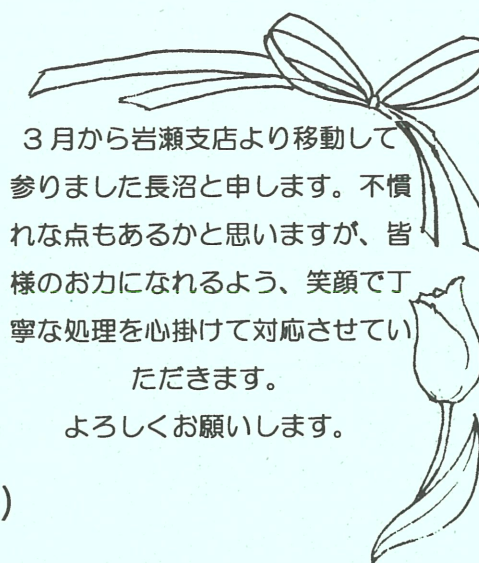 3月から岩瀬支店より移動して
参りました長沼と申します。不慣
れな点もあるかと思いますが、皆
様のお力になれるよう、笑顔で丁
寧な処理を心掛けて対応させてい
ただきます。
よろしくお願いします。
)